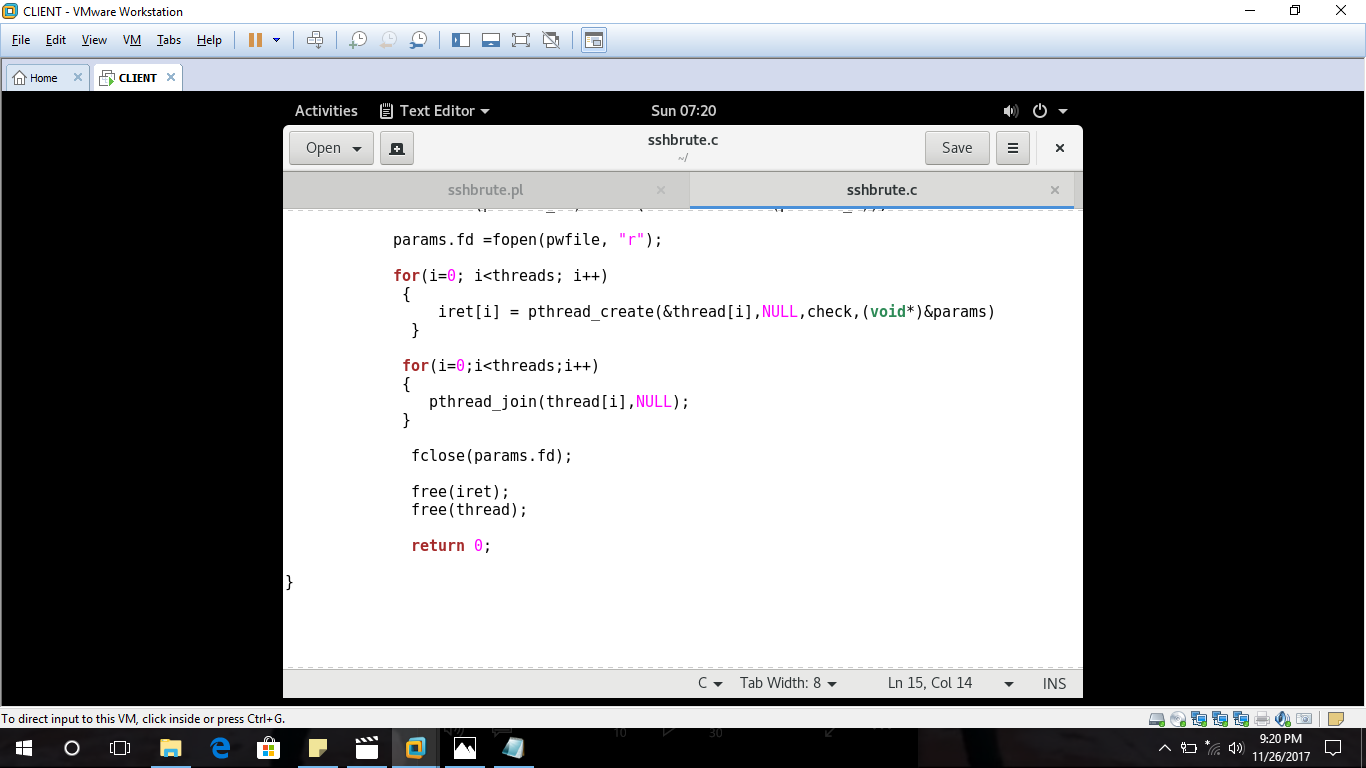 CLIENT - VMware Workstation
File Edit View VM Tabs Help
Home CLIENT
Activities Text Editor Sun 07:20
Open sshbrute.c Save
~/
sshbrute.pl sshbrute.c
params.fd =fopen(pwfile, "r");
for(i=0; i<threads; i++)
{
iret[i] = pthread_create(&thread[i],NULL,check,(void*)&params)
}
for(i=0;i<threads;i++)
{
pthread_join(thread[i],NULL);
}
fclose(params.fd);
free(iret);
free(thread);
return 0;
}
C Tab Width: 8 Ln 15, Col 14 INS
To direct input to this VM, click inside or press Ctrl+G.
10 30
9:20 PM
11/26/2017